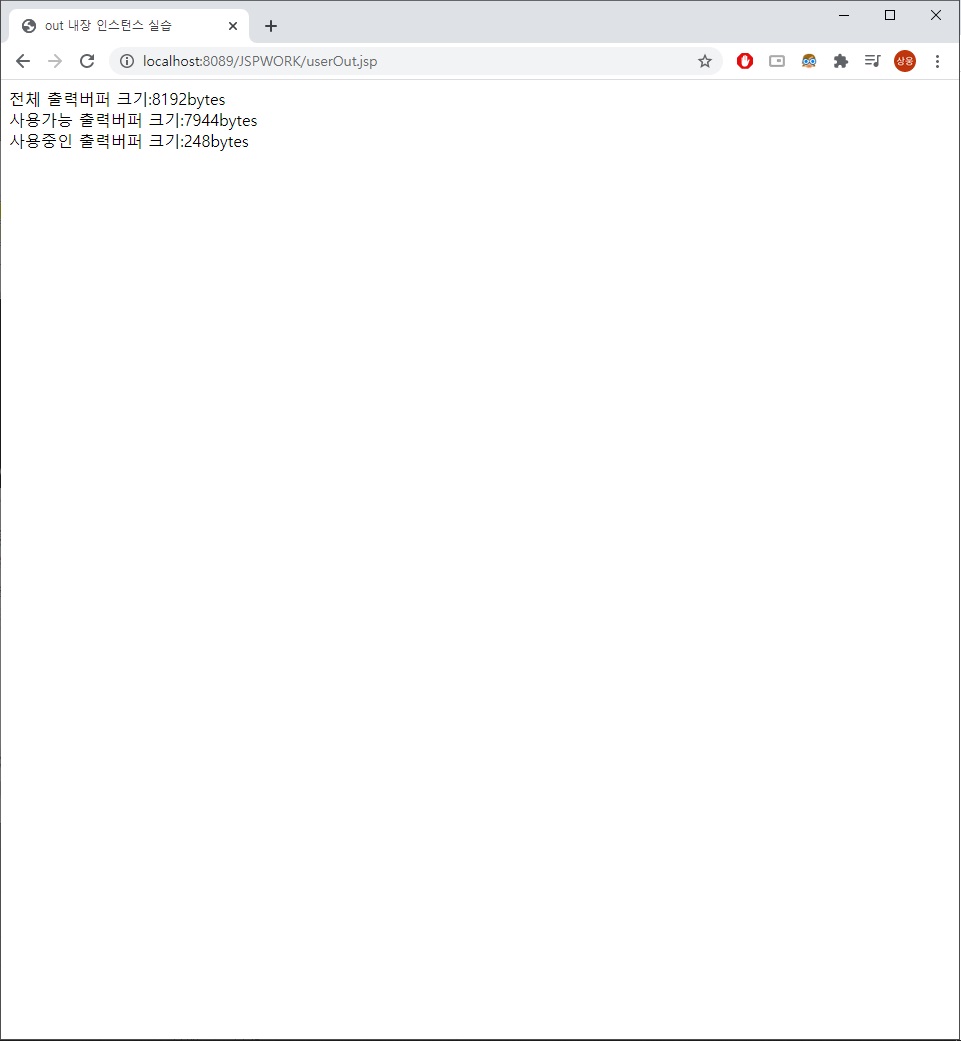 out 내장 인스턴스 실습
localhost:8089/JSPWORK/userOut.jsp
상웅
전체 출력버퍼 크기:8192bytes
사용가능 출력버퍼 크기:7944bytes
사용중인 출력버퍼 크기:248bytes